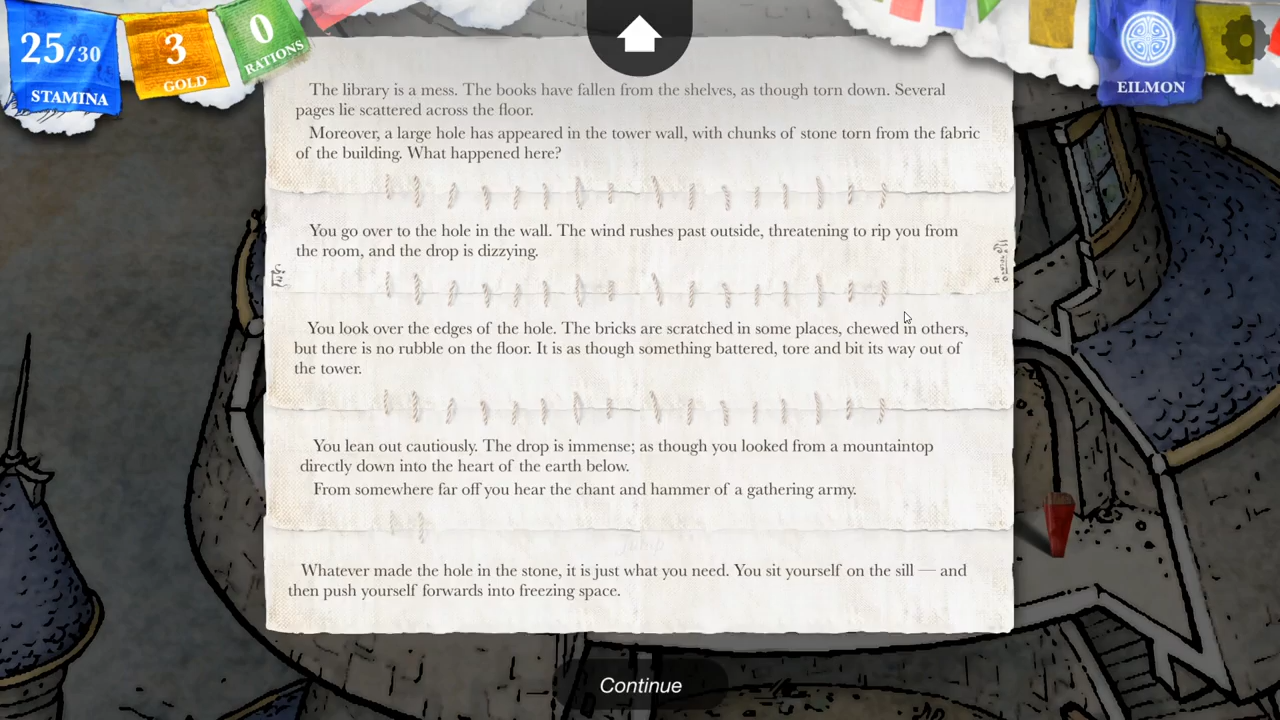 25/30
STAMINA
3
GOLD
0
RATIONS
EILMON
The library is a mess. The books have fallen from the shelves, as though torn down. Several
pages lie scattered across the floor.
Moreover, a large hole has appeared in the tower wall, with chunks of stone torn from the fabric
of the building. What happened here?
You go over to the hole in the wall. The wind rushes past outside, threatening to rip you from
the room, and the drop is dizzying.
You look over the edges of the hole. The bricks are scratched in some places, chewed in others,
but there is no rubble on the floor. It is as though something battered, tore and bit its way out of
the tower.
You lean out cautiously. The drop is immense; as though you looked from a mountaintop
directly down into the heart of the earth below.
From somewhere far off you hear the chant and hammer of a gathering army.
Whatever made the hole in the stone, it is just what you need. You sit yourself on the sill — and
then push yourself forwards into freezing space.
Continue